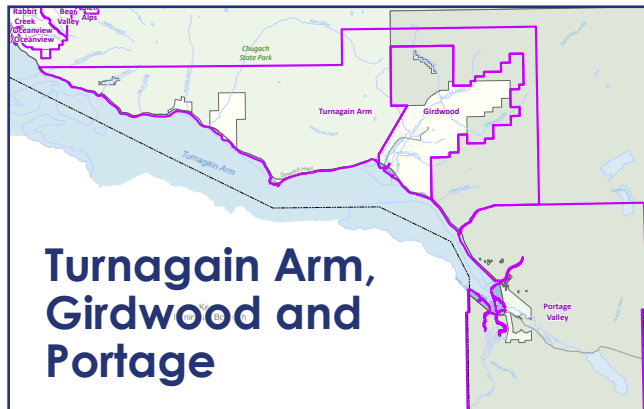 Rabbit
Creek
Oceanview
Oceanview
Bear
Valley
Alps
Chugach
State Park
Turnagain Arm
Girdwood
Turnagain Arm
Seward Hwy
Portage
Valley
Turnagain Arm,
Girdwood and
Portage